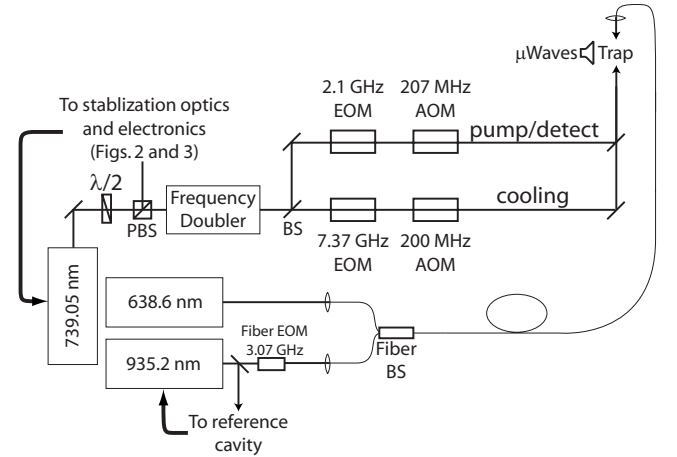 μWaves
Trap
2.1 GHz
EOM
207 MHz
AOM
pump/detect
To stablization optics
and electronics
(Figs. 2 and 3)
λ/2
PBS
Frequency
Doubler
BS
cooling
7.37 GHz
EOM
200 MHz
AOM
739.05 nm
638.6 nm
Fiber EOM
3.07 GHz
935.2 nm
Fiber
BS
To reference
cavity